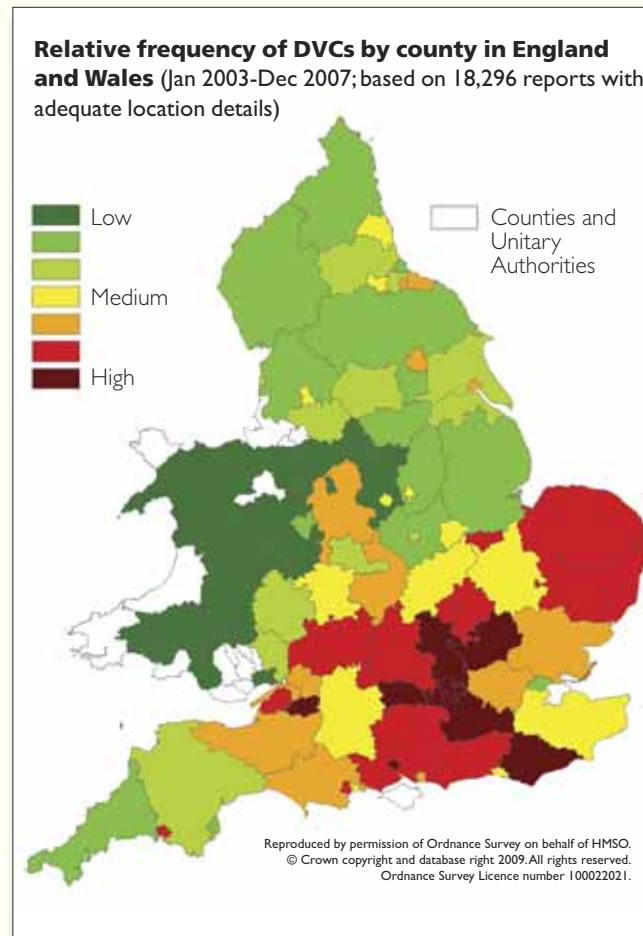 Relative frequency of DVCs by county in England
and Wales (Jan 2003-Dec 2007; based on 18,296 reports with
adequate location details)
Low
Medium
High
Counties and
Unitary
Authorities
Reproduced by permission of Ordnance Survey on behalf of HMSO.
© Crown copyright and database right 2009. All rights reserved.
Ordnance Survey Licence number 100022021.